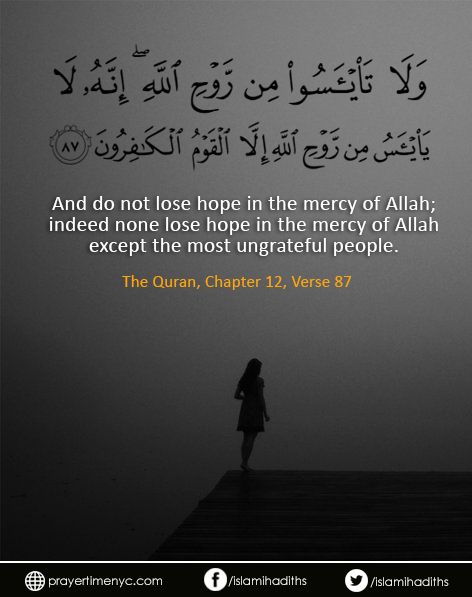 وَلَا تَا۟يْـَٔسُوا۟ مِن رَّوْحِ ٱللَّهِ ۖ إِنَّهُۥ لَا
يَا۟يْـَٔسُ مِن رَّوْحِ ٱللَّهِ إِلَّا ٱلْقَوْمُ ٱلْكَـٰفِرُونَ ٨٧
And do not lose hope in the mercy of Allah;
indeed none lose hope in the mercy of Allah
except the most ungrateful people.
The Quran, Chapter 12, Verse 87
prayertimenyc.com /islamihadiths /islamihadiths